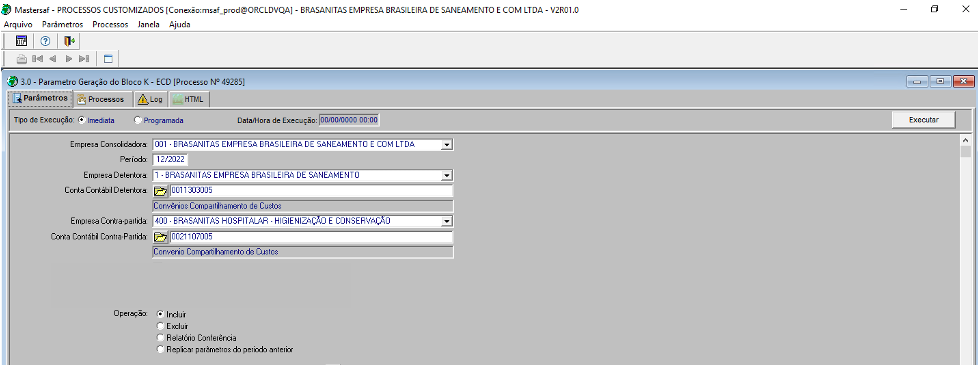 Mastersaf - PROCESSOS CUSTOMIZADOS [Conexão:msaf_prod@ORCLDVQA] - BRASANITAS EMPRESA BRASILEIRA DE SANEAMENTO E COM LTDA - V2R01.0
Arquivo Parâmetros Processos Janela Ajuda
3.0 - Parametro Geração do Bloco K - ECD [Processo Nº 49285]
Parâmetros Processos Log HTML
Tipo de Execução: Imediata Programada Data/Hora de Execução: 00/00/0000 00:00 Executar
Empresa Consolidadora: 001 - BRASANITAS EMPRESA BRASILEIRA DE SANEAMENTO E COM LTDA
Período: 12/2022
Empresa Detentora: 1 - BRASANITAS EMPRESA BRASILEIRA DE SANEAMENTO
Conta Contábil Detentora: 0011303005
Convênios Compartilhamento de Custos
Empresa Contra-partida: 400 - BRASANITAS HOSPITALAR - HIGIENIZAÇÃO E CONSERVAÇÃO
Conta Contábil Contra-Partida: 0021107005
Convenio Compartilhamento de Custos
Operação: Incluir
Excluir
Relatório Conferência
Replicar parâmetros do periodo anterior